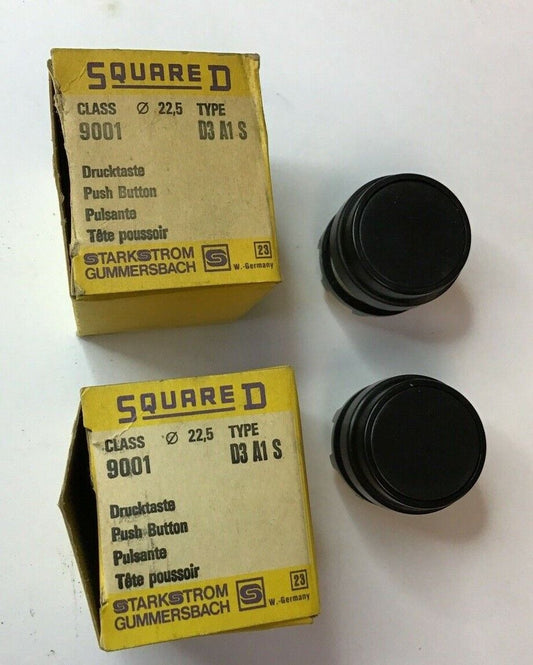 SQUARE D
CLASS Ø 22,5 TYPE
9001 D3 A1 S
Drucktaste
Push Button
Pulsante
Tête poussoir
STARKSTROM S 23
GUMMERSBACH W.-Germany
SQUARE D
CLASS Ø 22,5 TYPE
9001 D3 A1 S
Drucktaste
Push Button
Pulsante
Tête poussoir
STARKSTROM S 23
GUMMERSBACH W.-Germany